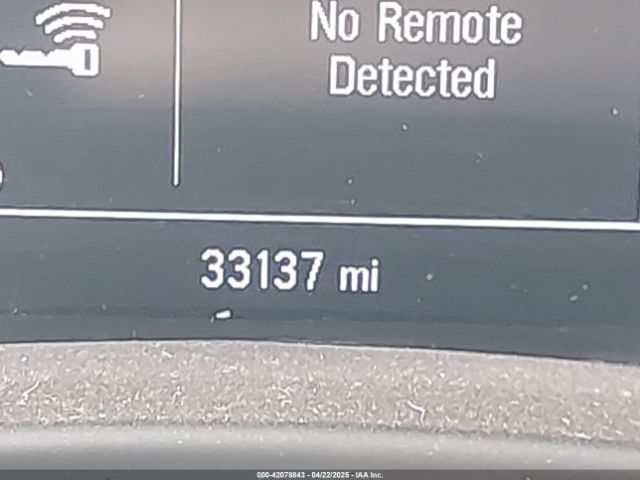 No Remote
Detected
33137 mi
000-42078843 - 04/22/2025 - IAA Inc.